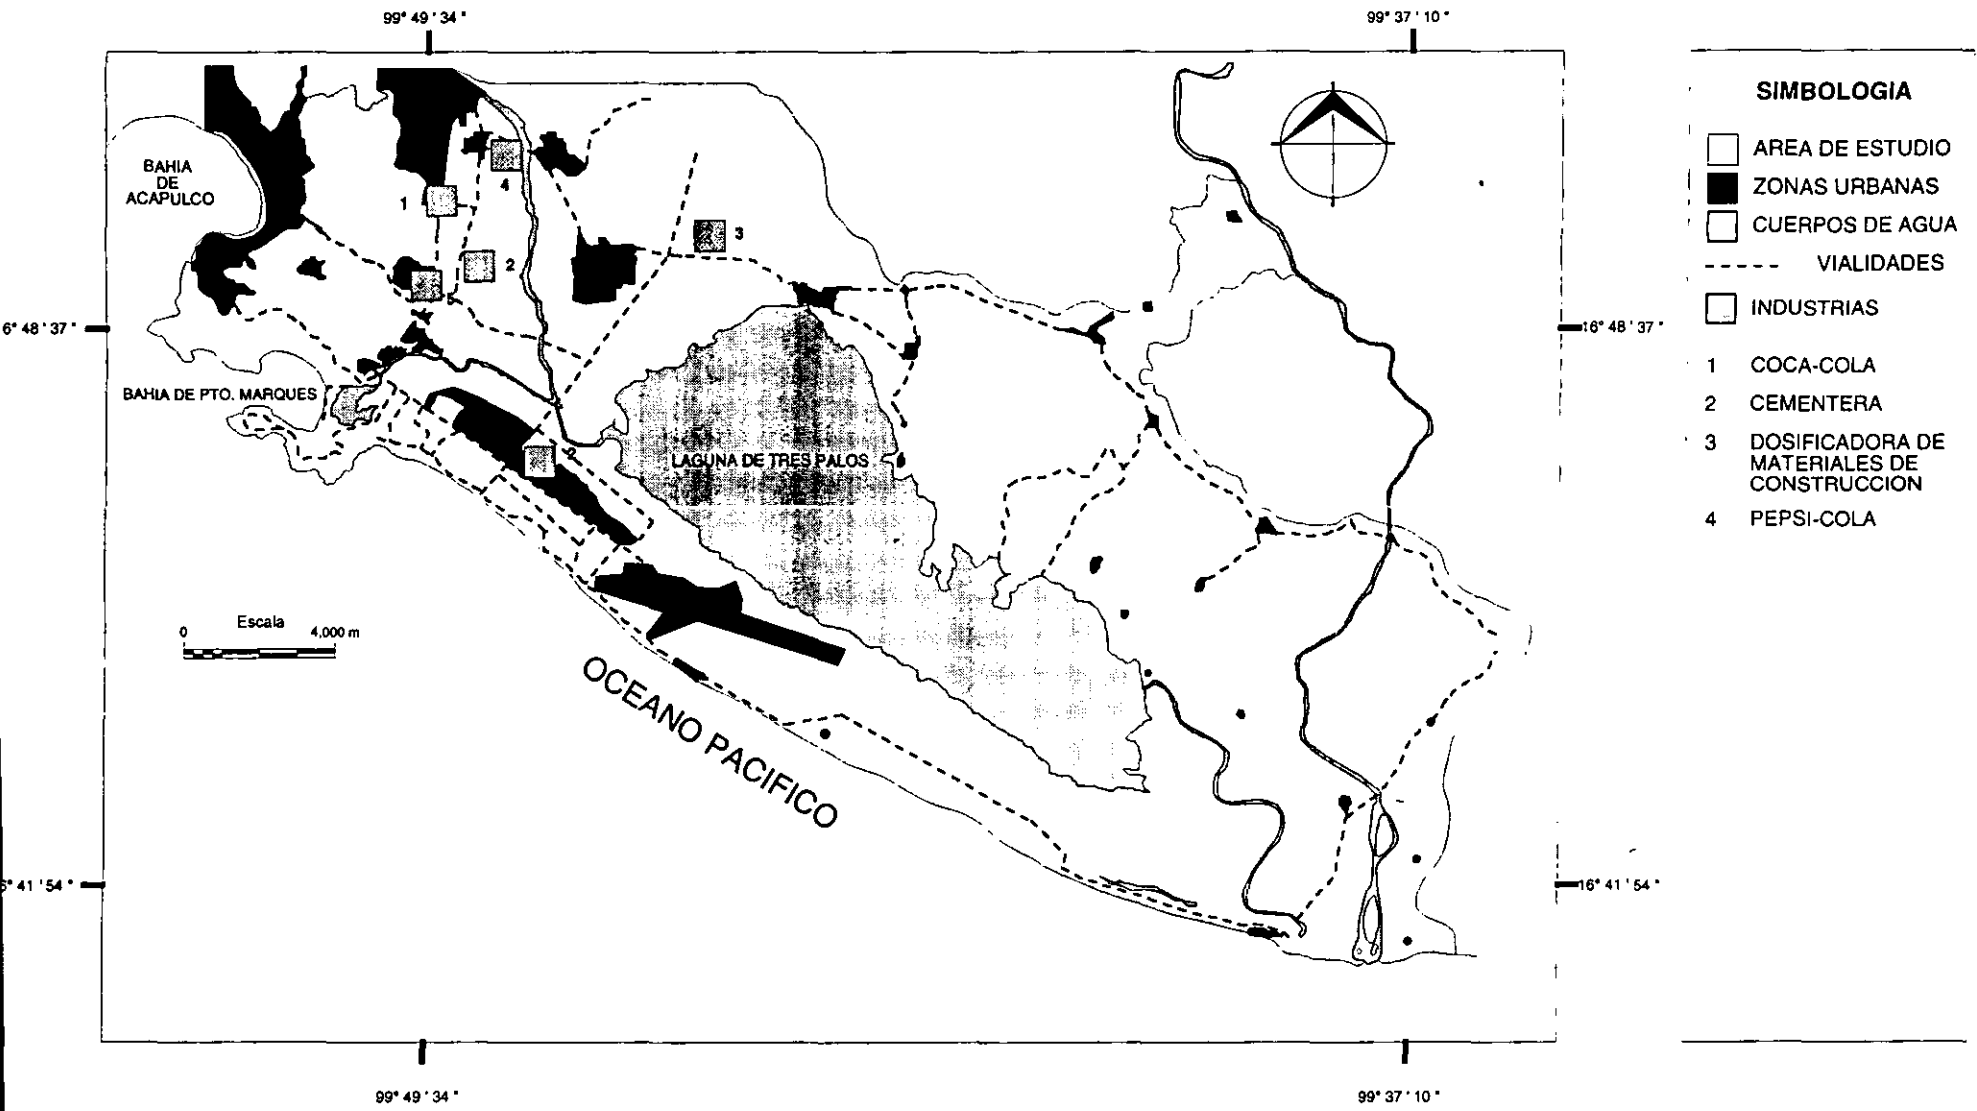 99° 49 ' 34 "
99° 37 ' 10 "
BAHIA
DE
ACAPULCO
4
1
3
2
5
6° 48 ' 37 "
16° 48 ' 37 "
BAHIA DE PTO. MARQUES
2
LAGUNA DE TRES PALOS
Escala
0
4,000 m
OCEANO PACIFICO
6° 41 ' 54 "
16° 41 ' 54 "
99° 49 ' 34 "
99° 37 ' 10 "
SIMBOLOGIA
AREA DE ESTUDIO
ZONAS URBANAS
CUERPOS DE AGUA
VIALIDADES
INDUSTRIAS
1 COCA-COLA
2 CEMENTERA
3 DOSIFICADORA DE
MATERIALES DE
CONSTRUCCION
4 PEPSI-COLA